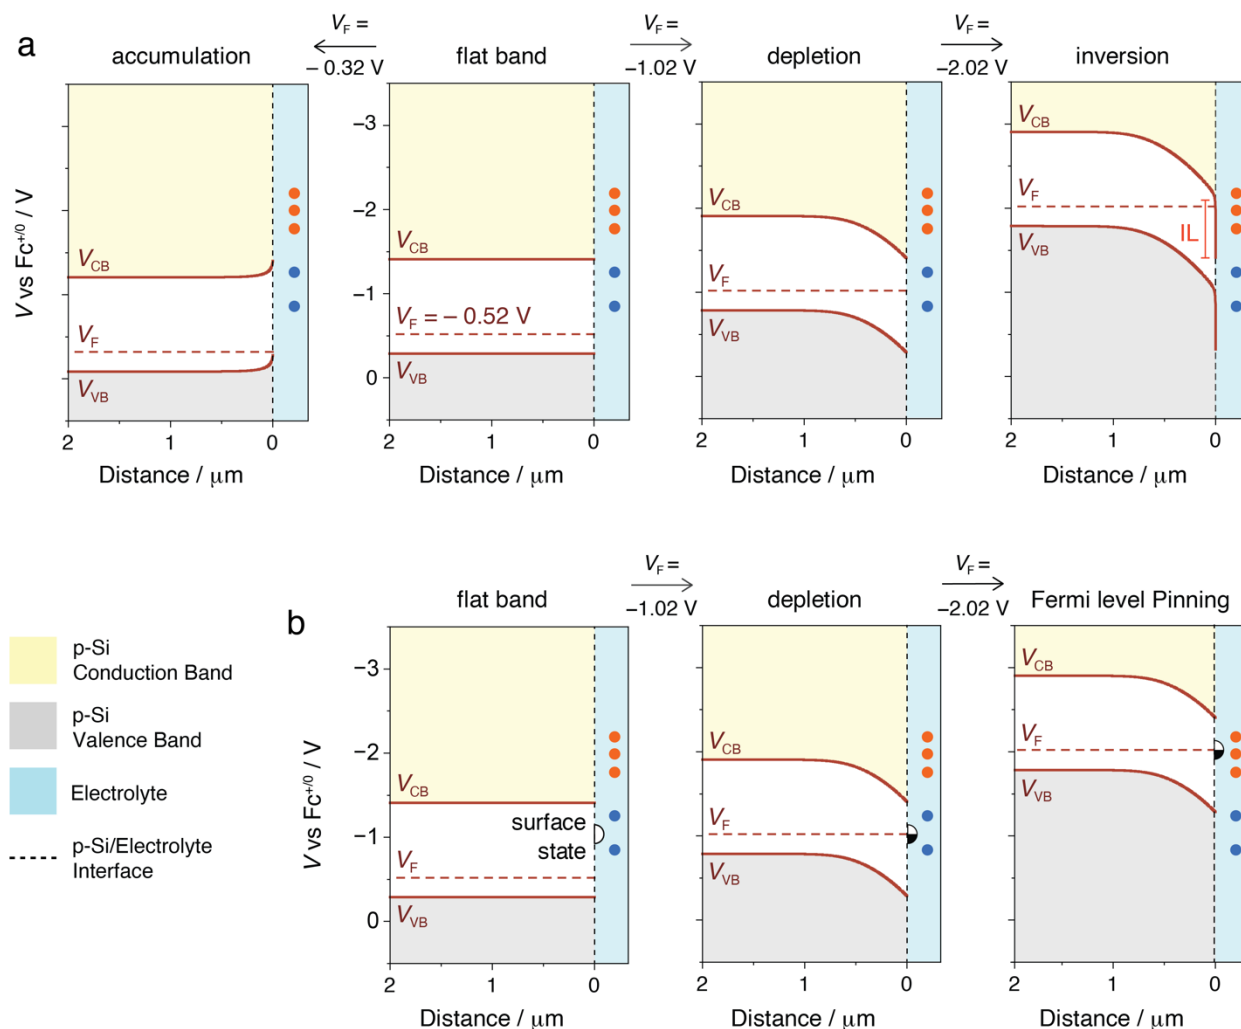 a
V_F =
− 0.32 V
V_F =
−1.02 V
V_F =
−2.02 V
accumulation
flat band
depletion
inversion
V vs Fc⁺/⁰ / V
−3
−2
−1
0
V_CB
V_F
V_VB
V_CB
V_F = − 0.52 V
V_VB
V_CB
V_F
V_VB
V_CB
V_F
V_VB
IL
2 1 0
2 1 0
2 1 0
2 1 0
Distance / μm
Distance / μm
Distance / μm
Distance / μm
b
V_F =
−1.02 V
V_F =
−2.02 V
flat band
depletion
Fermi level Pinning
p-Si
Conduction Band
p-Si
Valence Band
Electrolyte
p-Si/Electrolyte
Interface
V vs Fc⁺/⁰ / V
−3
−2
−1
0
V_CB
surface
state
V_F
V_VB
V_CB
V_F
V_VB
V_CB
V_F
V_VB
2 1 0
2 1 0
2 1 0
Distance / μm
Distance / μm
Distance / μm